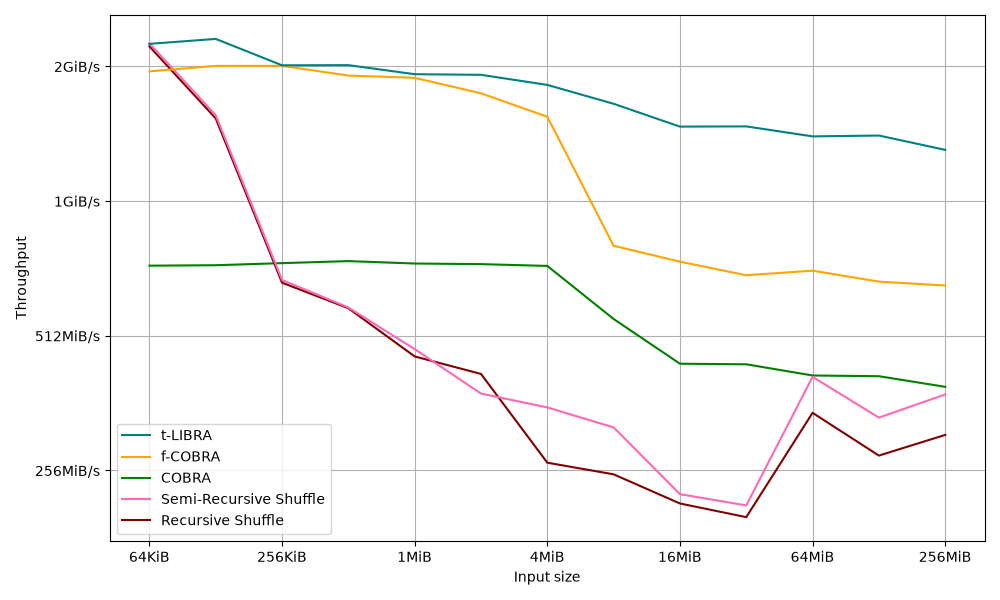 Throughput
2GiB/s
1GiB/s
512MiB/s
256MiB/s
t-LIBRA
f-COBRA
COBRA
Semi-Recursive Shuffle
Recursive Shuffle
64KiB 256KiB 1MiB 4MiB 16MiB 64MiB 256MiB
Input size